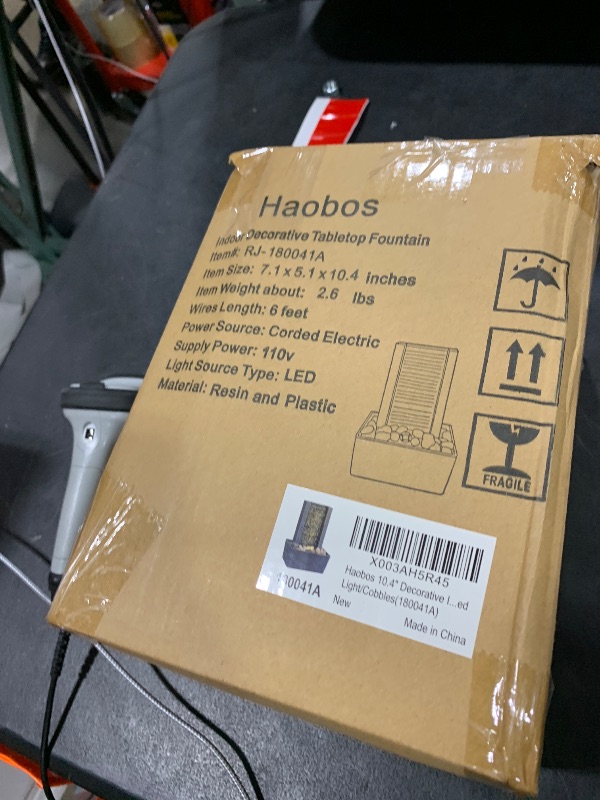 Haobos
Indoor Decorative Tabletop Fountain
Item#: RJ-180041A
Item Size: 7.1 x 5.1 x 10.4 inches
Item Weight about: 2.6 lbs
Wires Length: 6 feet
Power Source: Corded Electric
Supply Power: 110v
Light Source Type: LED
Material: Resin and Plastic
FRAGILE
X003AH5R45
Haobos 10.4" Decorative I...ed
Light/Cobbles(180041A)
New
Made in China
180041A